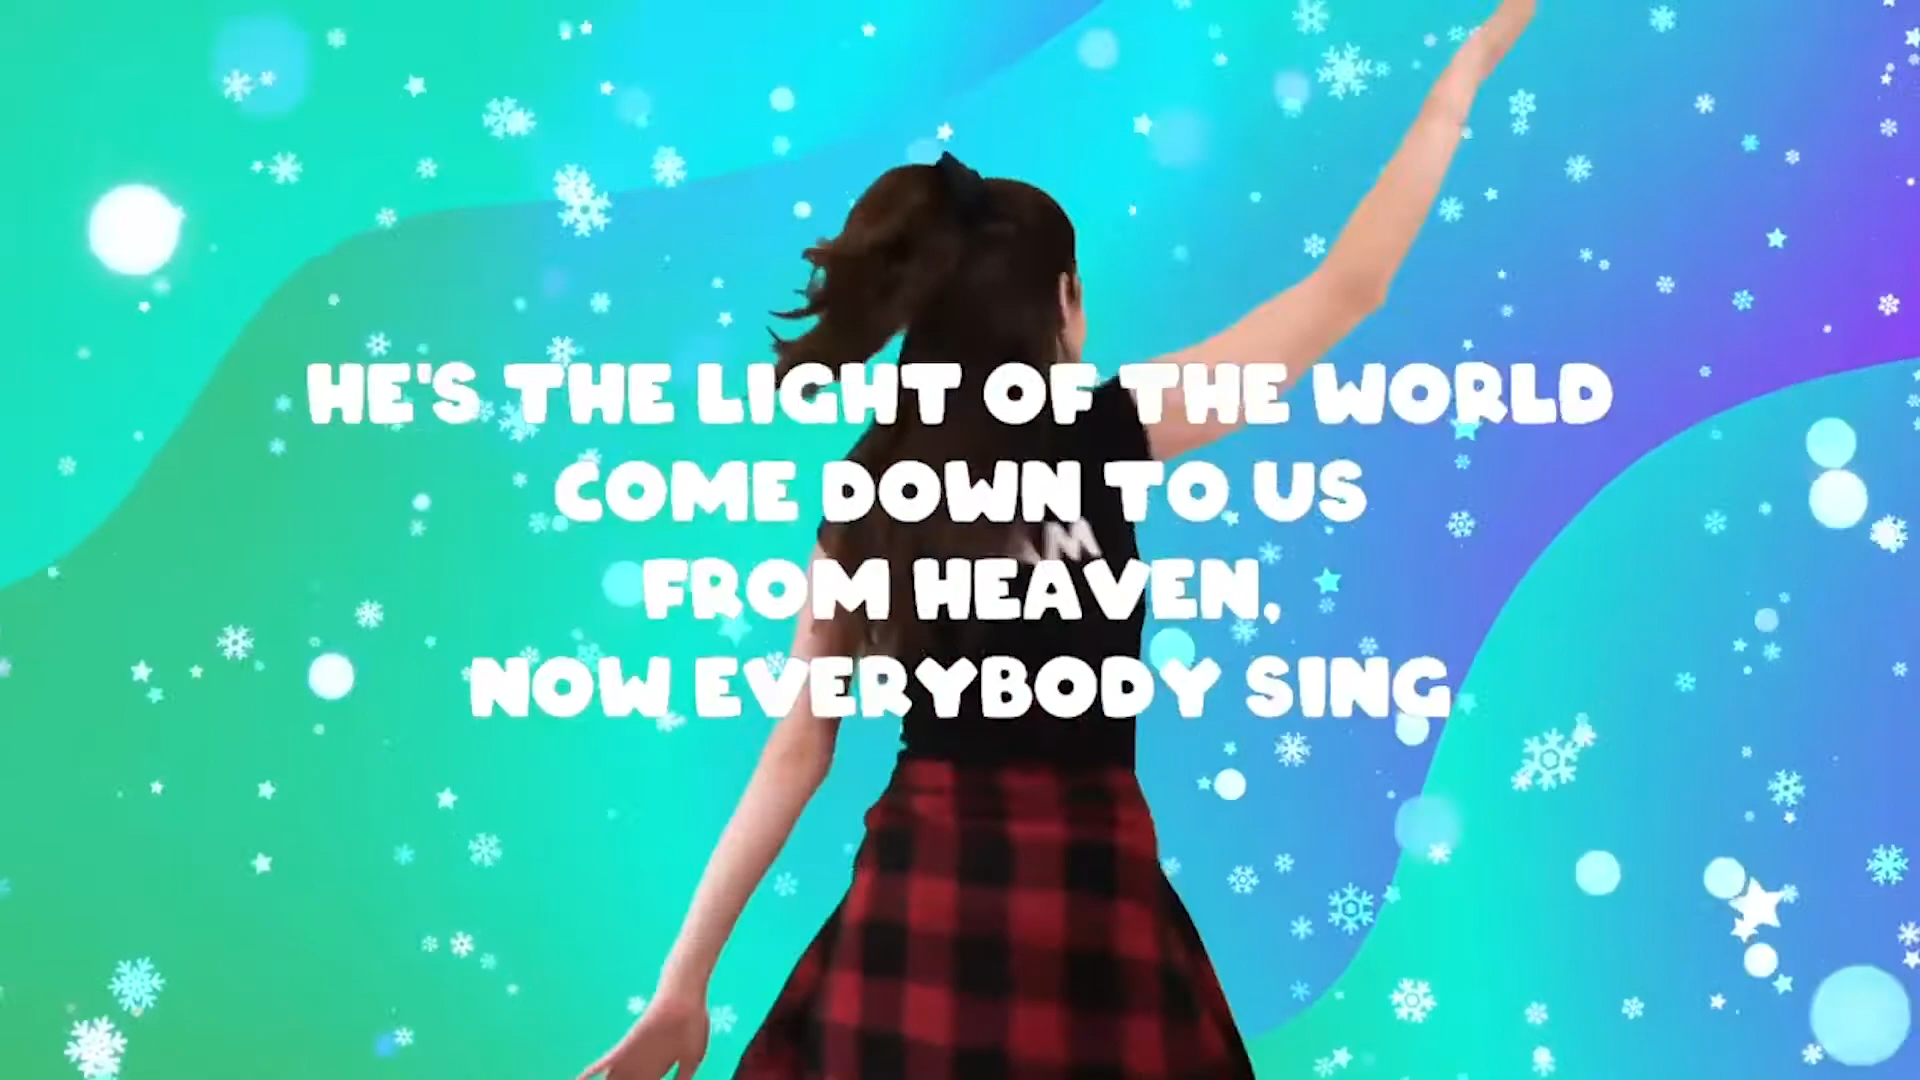 HE'S THE LIGHT OF THE WORLD
COME DOWN TO US
FROM HEAVEN,
NOW EVERYBODY SING